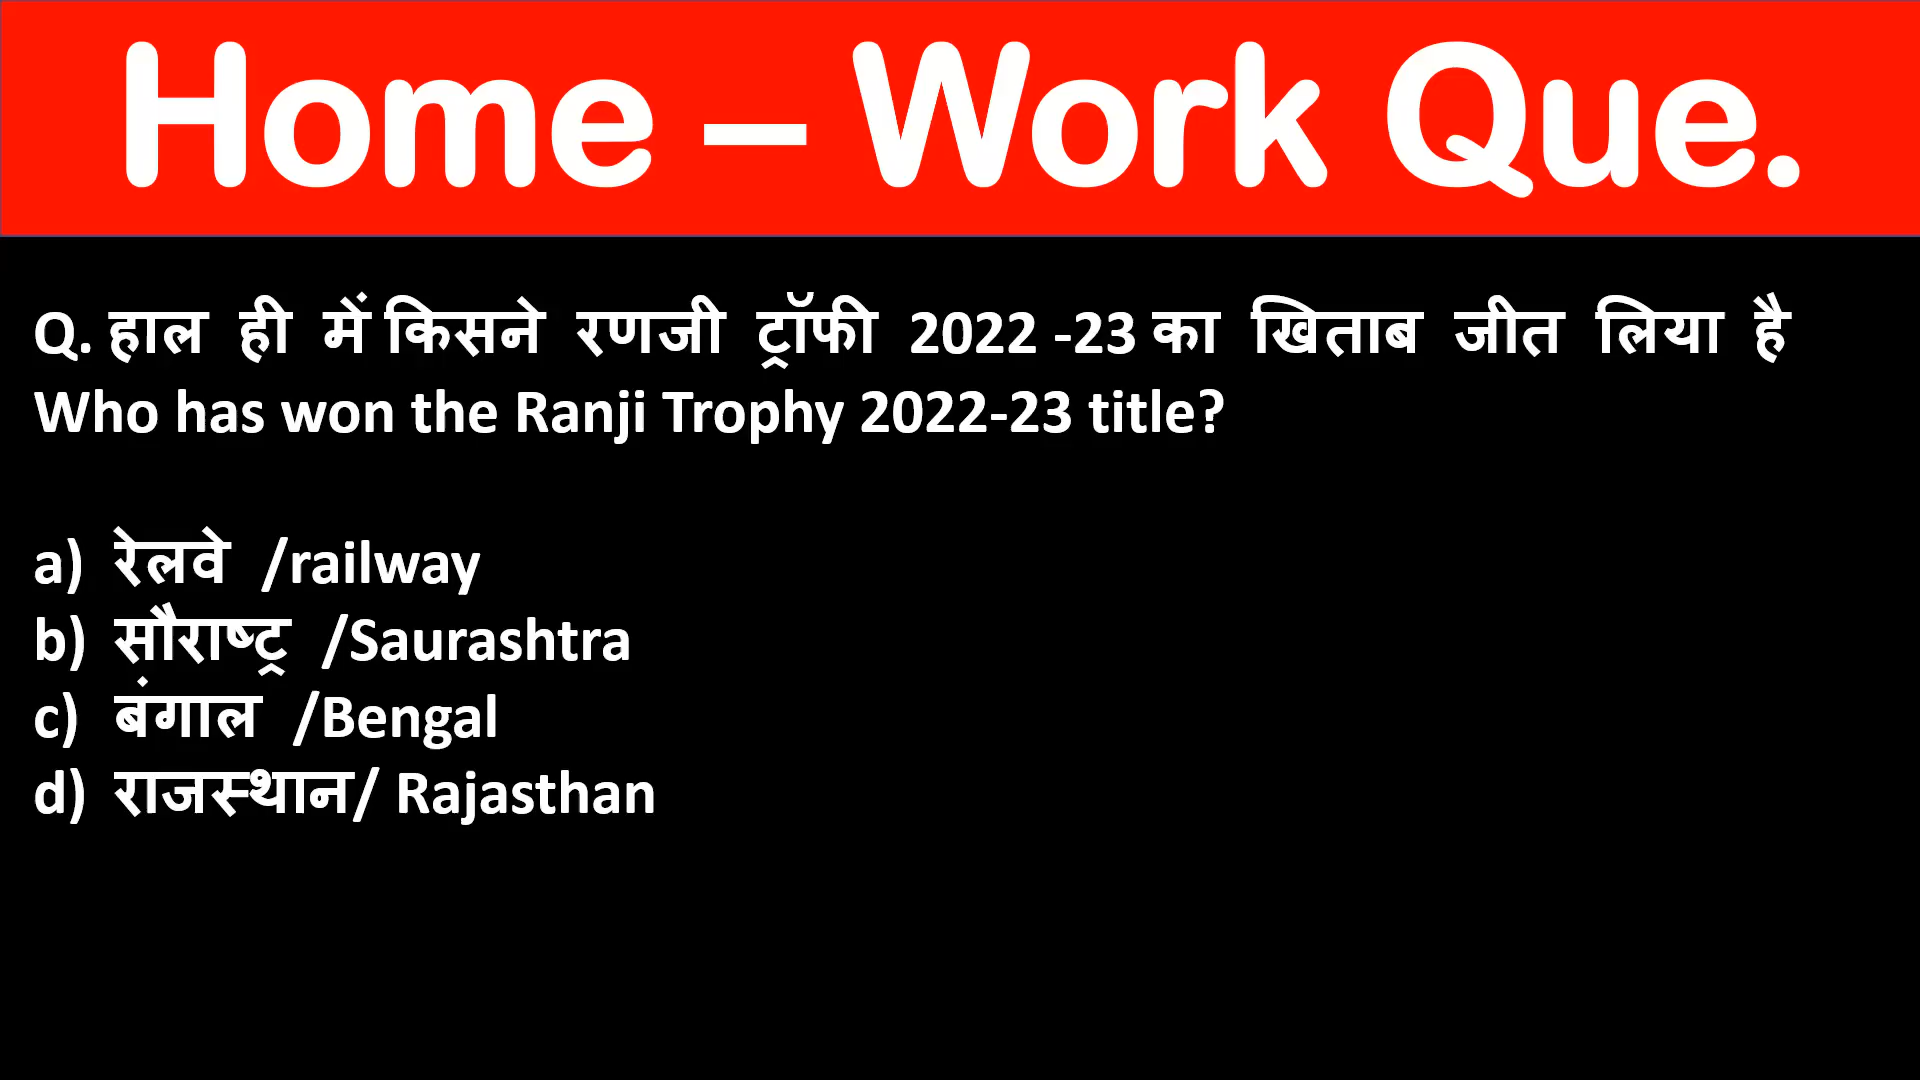 Home – Work Que.
Q. हाल ही में किसने रणजी ट्रॉफी 2022 -23 का खिताब जीत लिया है
Who has won the Ranji Trophy 2022-23 title?
a) रेलवे /railway
b) सौराष्ट्र /Saurashtra
c) बंगाल /Bengal
d) राजस्थान/ Rajasthan